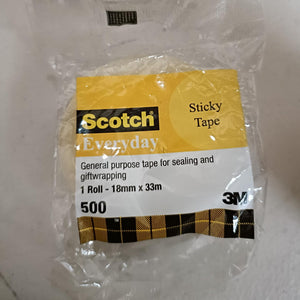 Scotch
Sticky
Tape
Everyday
General purpose tape for sealing and
giftwrapping
1 Roll - 18mm x 33m
500
3M